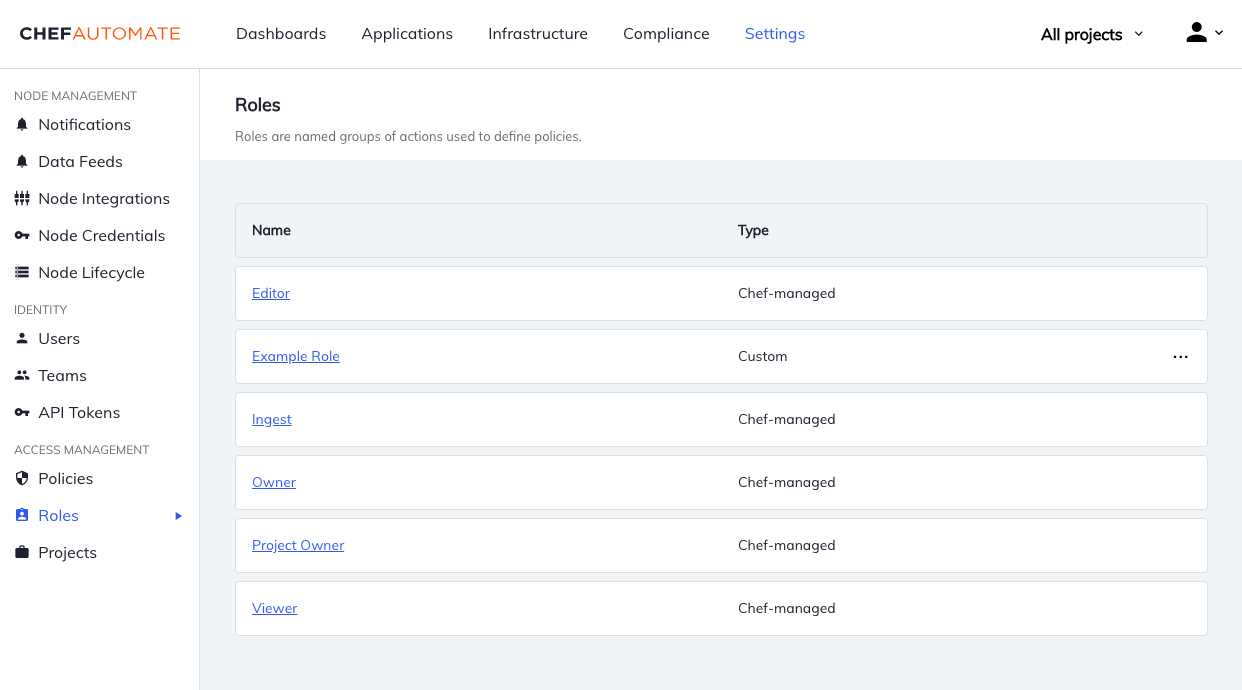 CHEFAUTOMATE Dashboards Applications Infrastructure Compliance Settings All projects
NODE MANAGEMENT
Notifications
Data Feeds
Node Integrations
Node Credentials
Node Lifecycle
IDENTITY
Users
Teams
API Tokens
ACCESS MANAGEMENT
Policies
Roles
Projects
Roles
Roles are named groups of actions used to define policies.
Name Type
Editor Chef-managed
Example Role Custom
Ingest Chef-managed
Owner Chef-managed
Project Owner Chef-managed
Viewer Chef-managed